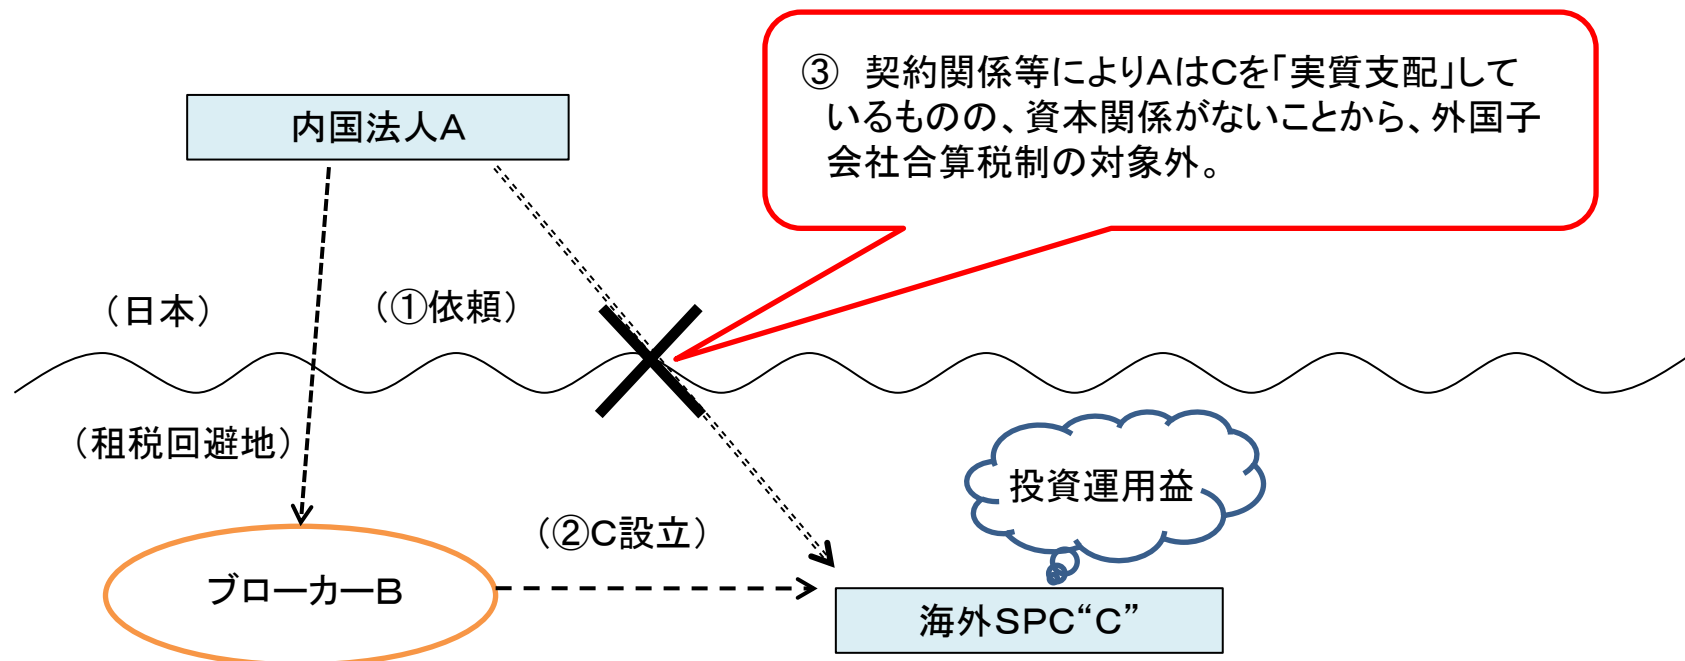 ③　契約関係等によりAはCを「実質支配」して
いるものの、資本関係がないことから、外国子
会社合算税制の対象外。
内国法人A
（日本）
（①依頼）
（租税回避地）
投資運用益
（②C設立）
ブローカーB
海外SPC“C”